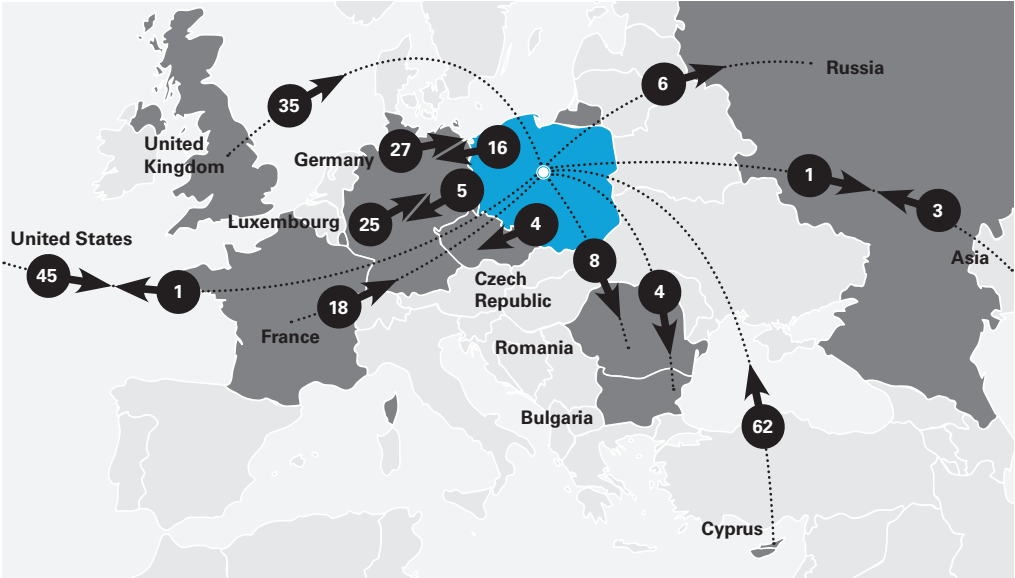 6
Russia
35
United
Kingdom
Germany
27
16
1
3
5
Luxembourg
25
4
Asia
United States
45
1
8
Czech
Republic
4
18
France
Romania
Bulgaria
62
Cyprus